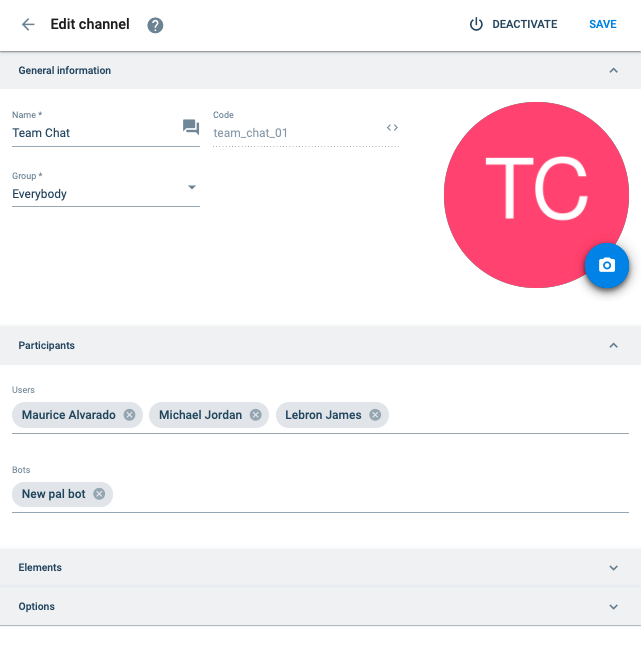 Edit channel
DEACTIVATE
SAVE
General information
Name *
Code
Team Chat
team_chat_01
Group *
Everybody
TC
Participants
Users
Maurice Alvarado
Michael Jordan
Lebron James
Bots
New pal bot
Elements
Options